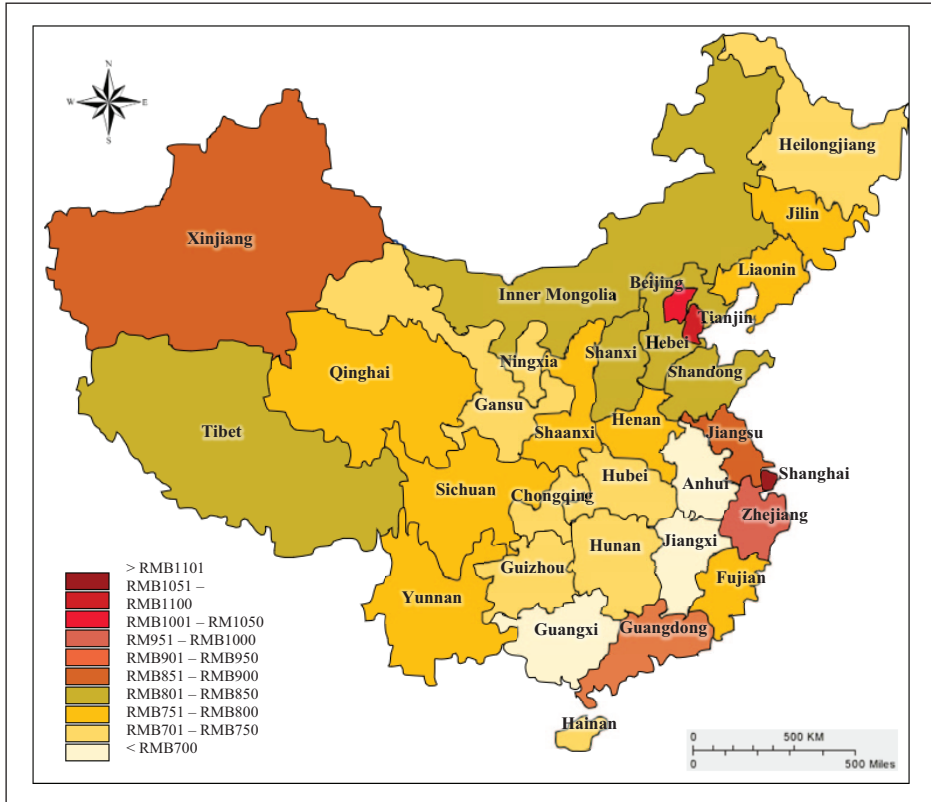 N
W E
S
Heilongjiang
Jilin
Xinjiang
Liaonin
Beijing
Inner Mongolia
Tianjin
Hebei
Shanxi
Ningxia
Shandong
Qinghai
Gansu
Henan
Shaanxi
Jiangsu
Tibet
Shanghai
Hubei
Anhui
Sichuan
Chongqing
Zhejiang
Hunan
Jiangxi
Guizhou
Fujian
Yunnan
Guangxi
Guangdong
Hainan
> RMB1101
RMB1051 –
RMB1100
RMB1001 – RM1050
RM951 – RMB1000
RMB901 – RMB950
RMB851 – RMB900
RMB801 – RMB850
RMB751 – RMB800
RMB701 – RMB750
< RMB700
0 500 KM
0 500 Miles